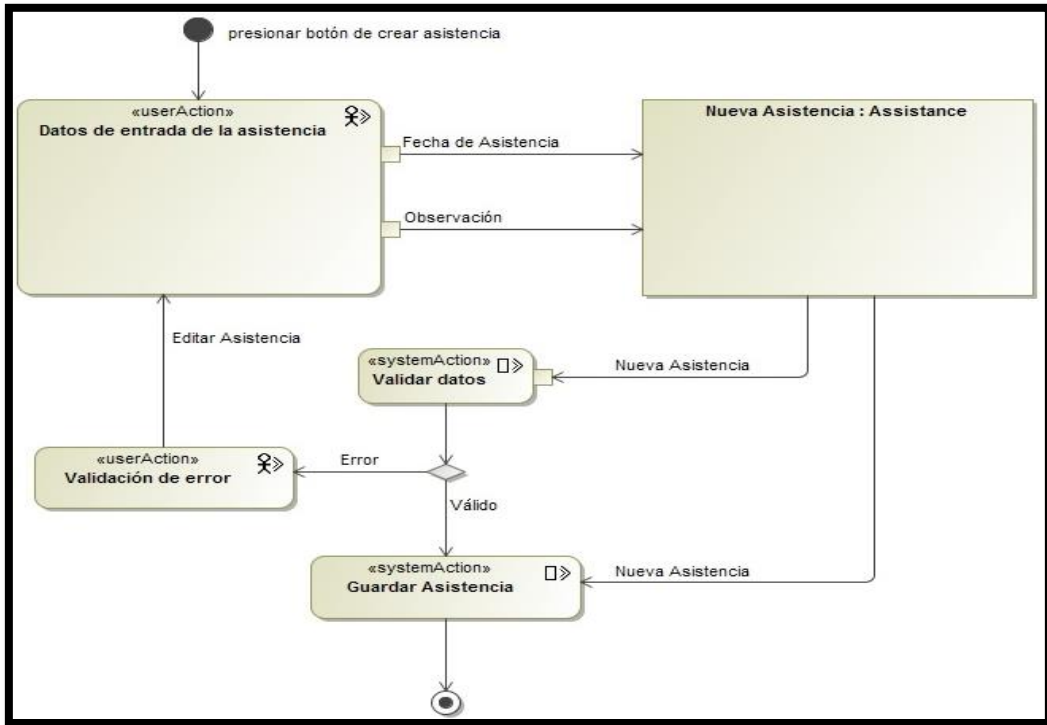 presionar botón de crear asistencia
«userAction»
Datos de entrada de la asistencia
Nueva Asistencia : Assistance
Fecha de Asistencia
Observación
Editar Asistencia
«systemAction»
Validar datos
Nueva Asistencia
«userAction»
Validación de error
Error
Válido
«systemAction»
Guardar Asistencia
Nueva Asistencia